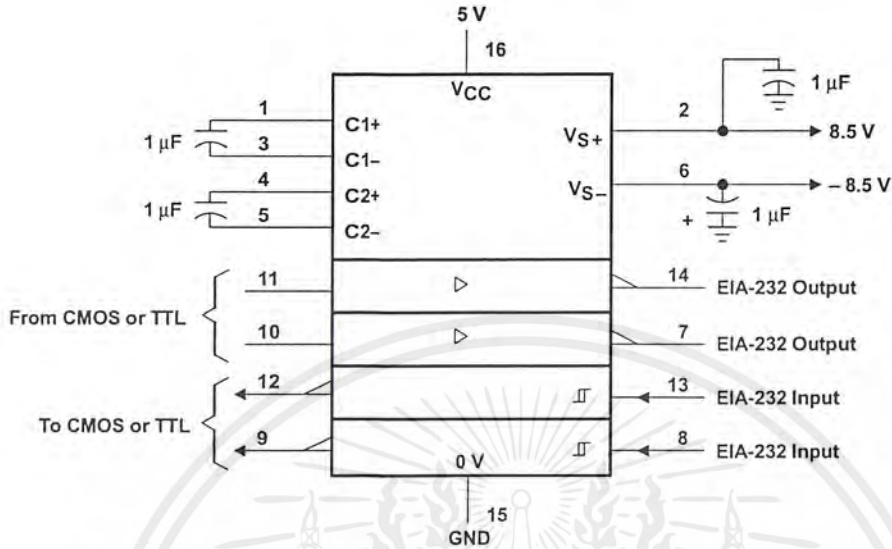 5 V
16
VCC
1 µF
1
C1+
2
VS+
8.5 V
1 µF
3
C1–
4
C2+
6
VS–
– 8.5 V
1 µF
5
C2–
+
1 µF
From CMOS or TTL
11
14
EIA-232 Output
10
7
EIA-232 Output
To CMOS or TTL
12
13
EIA-232 Input
9
8
EIA-232 Input
0 V
15
GND